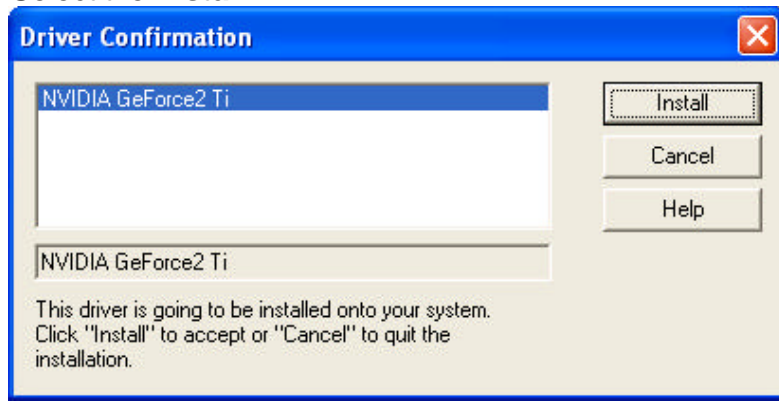 Driver Confirmation
NVIDIA GeForce2 Ti
Install
Cancel
Help
NVIDIA GeForce2 Ti
This driver is going to be installed onto your system.
Click "Install" to accept or "Cancel" to quit the
installation.